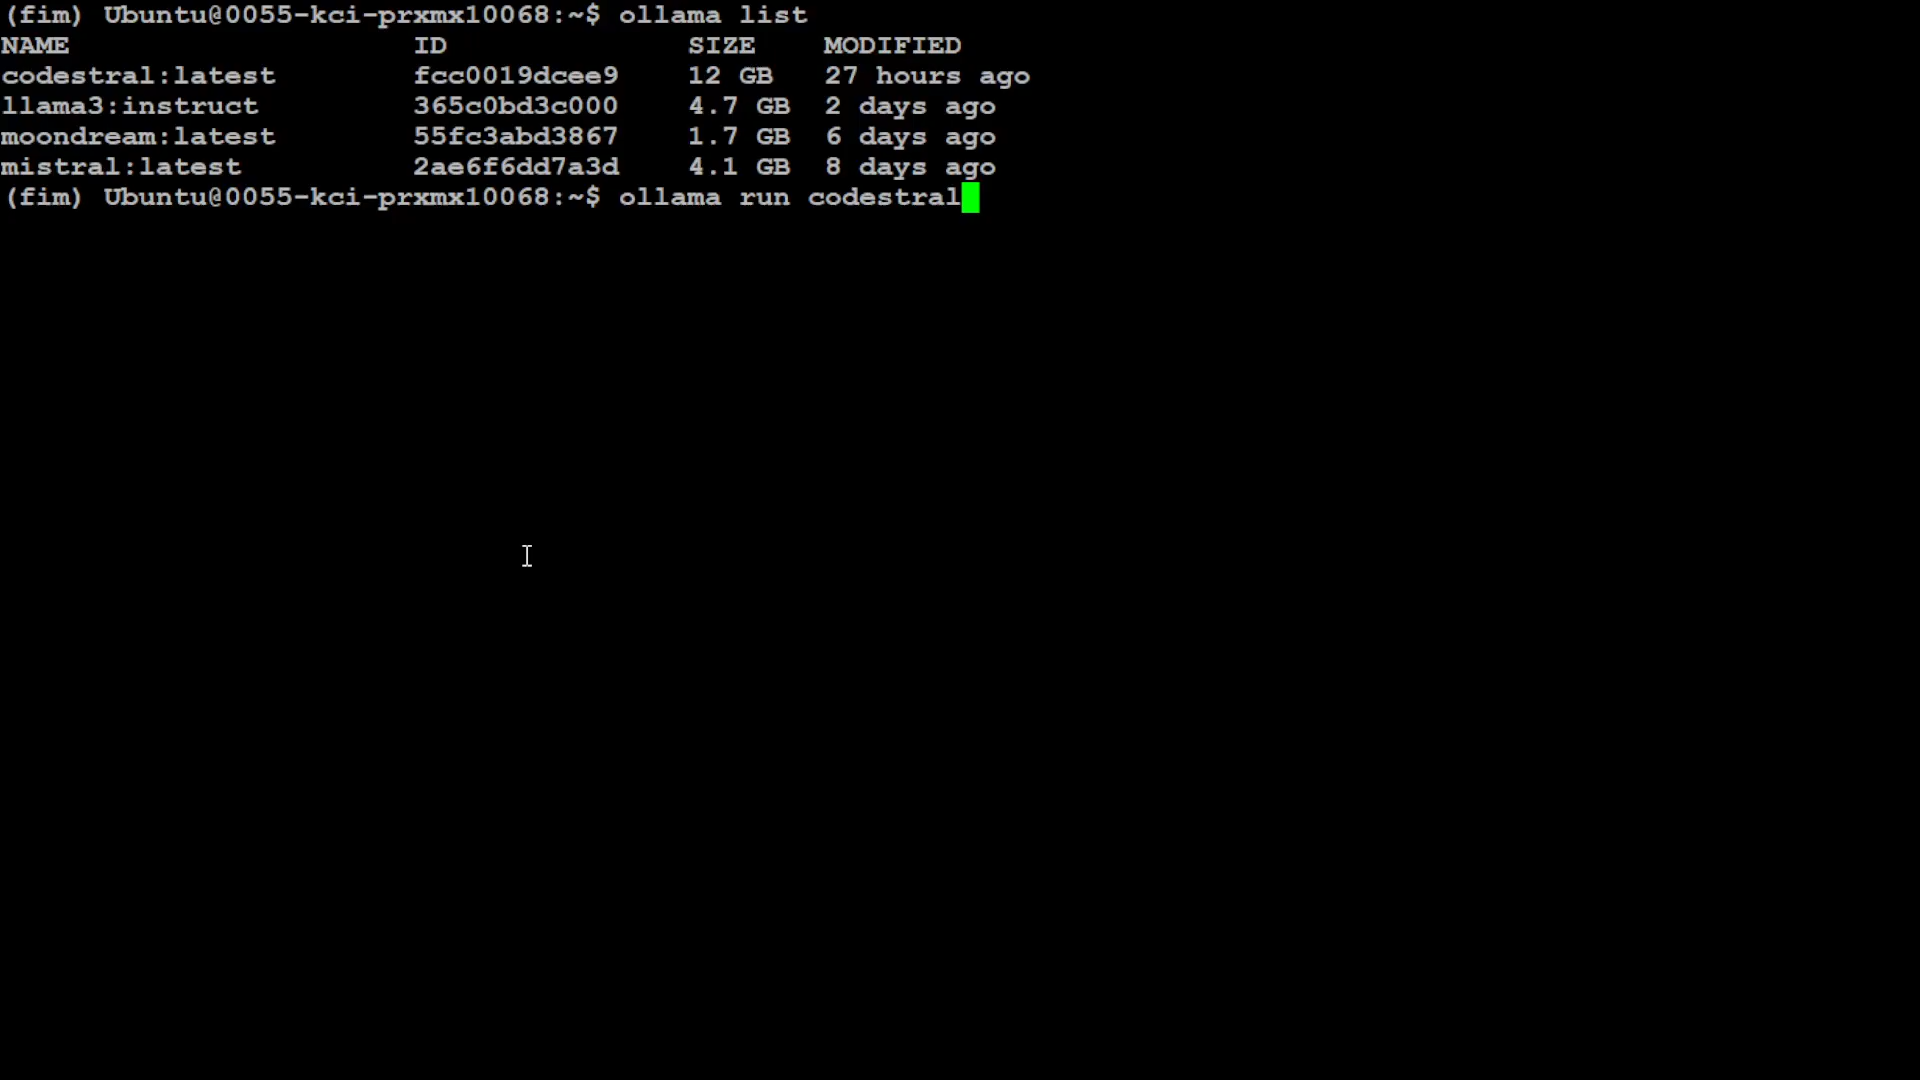 (fim) Ubuntu@0055-kci-prxmx10068:~$ ollama list
NAME ID SIZE MODIFIED
codestral:latest fcc0019dcee9 12 GB 27 hours ago
llama3:instruct 365c0bd3c000 4.7 GB 2 days ago
moondream:latest 55fc3abd3867 1.7 GB 6 days ago
mistral:latest 2ae6f6dd7a3d 4.1 GB 8 days ago
(fim) Ubuntu@0055-kci-prxmx10068:~$ ollama run codestral